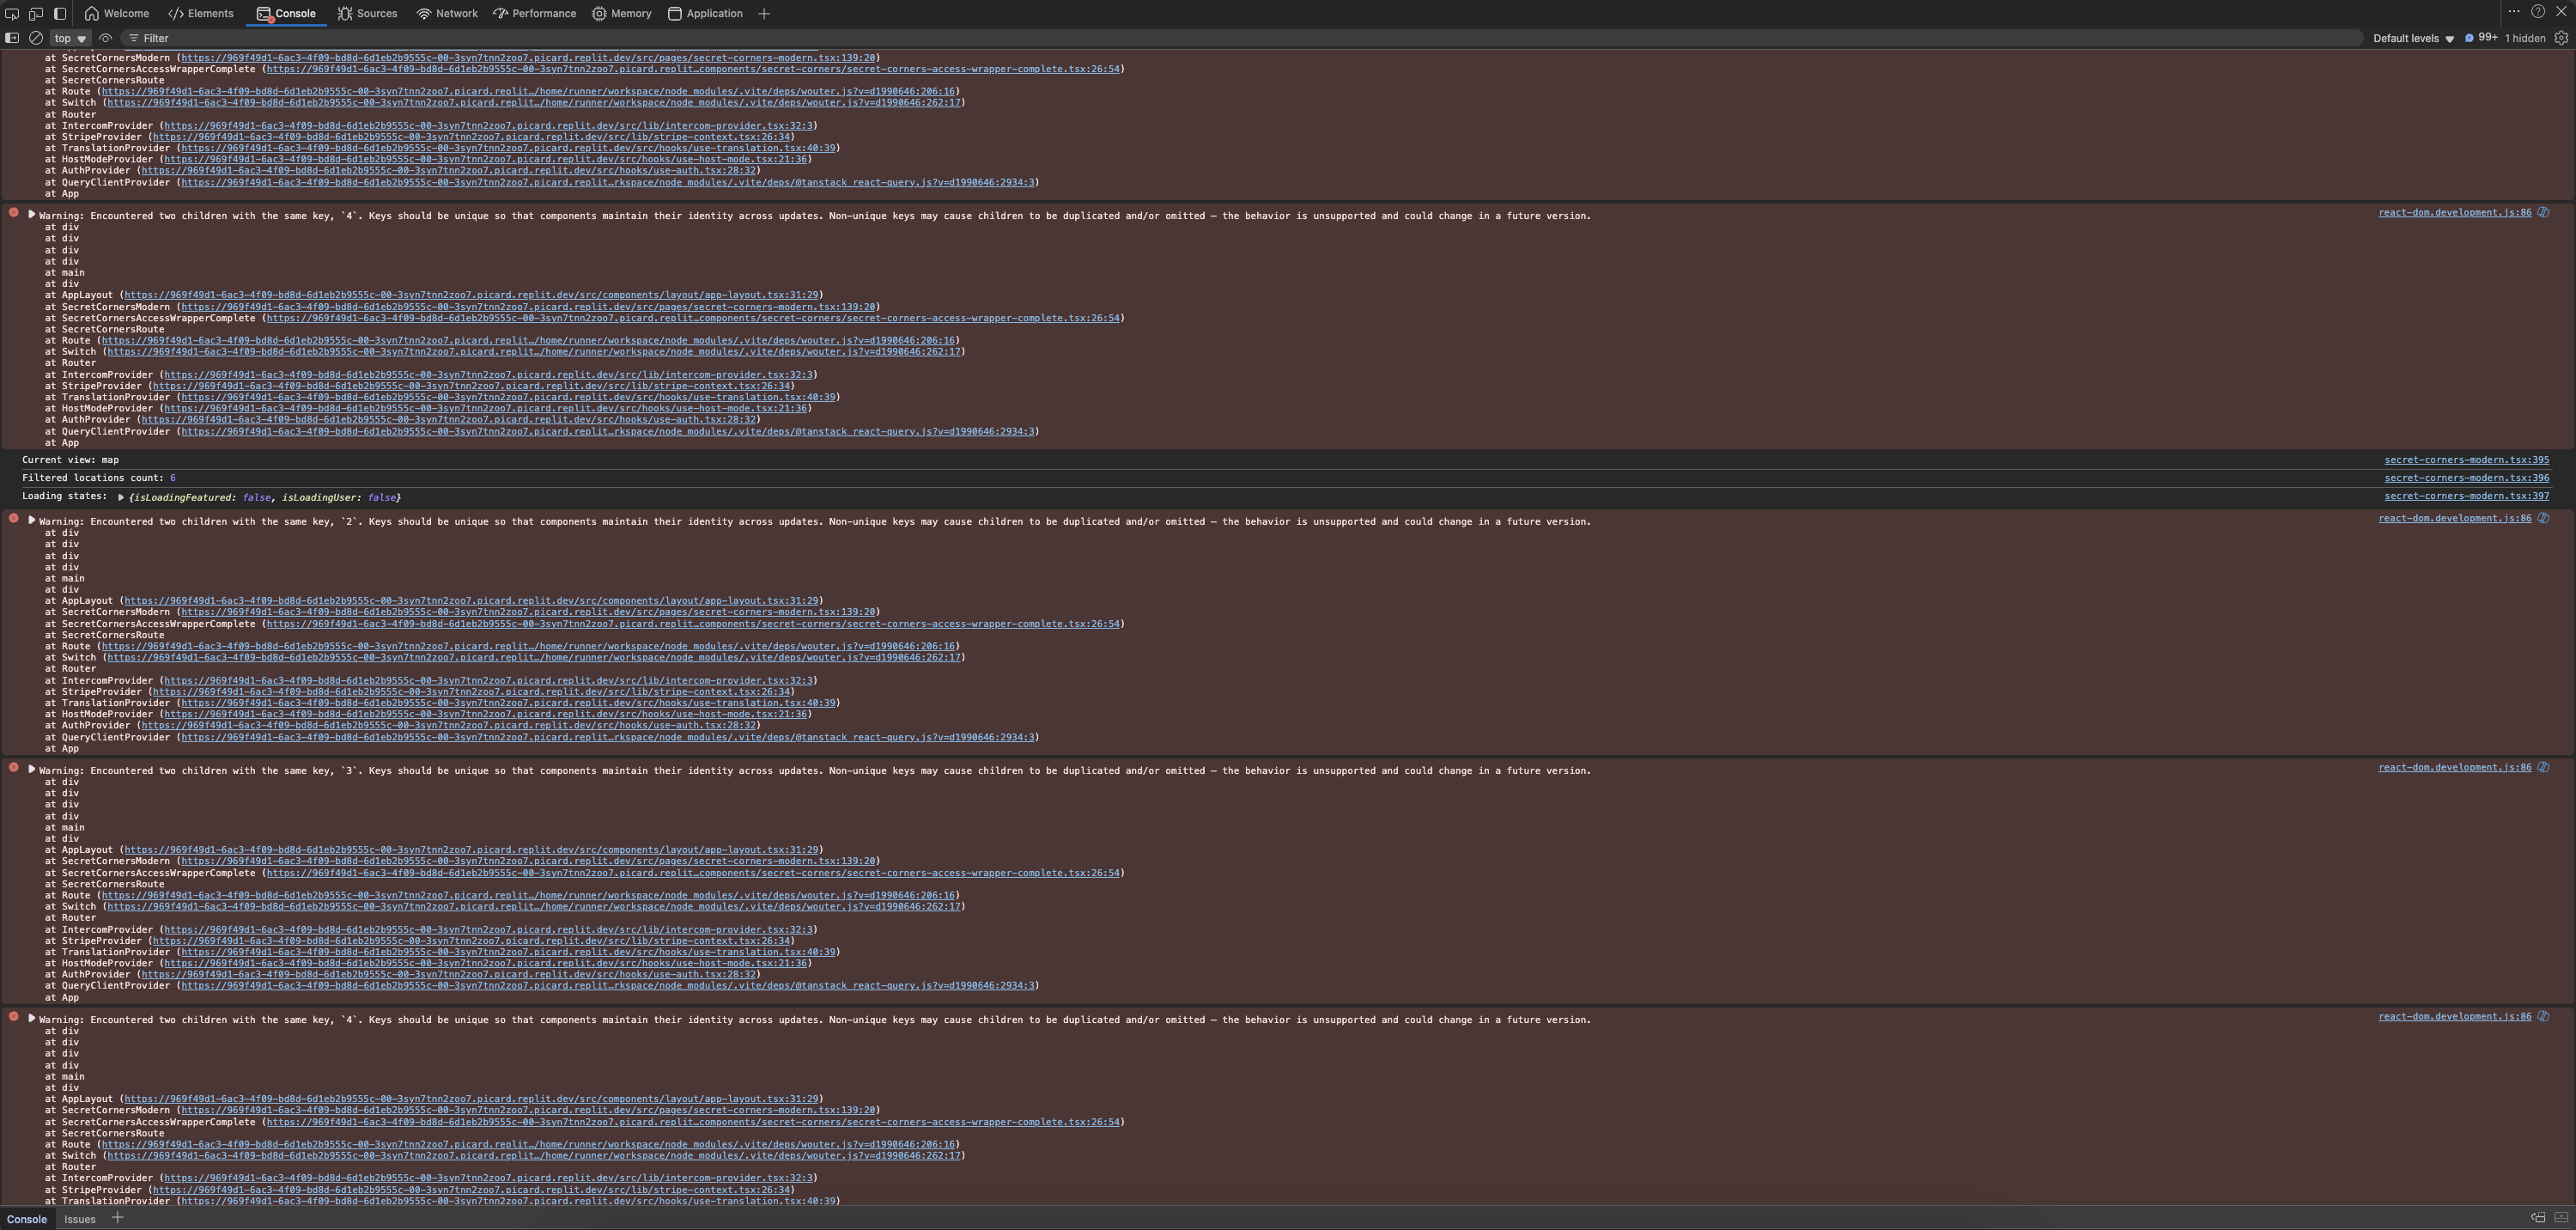 Welcome Elements Console Sources Network Performance Memory Application
top Filter Default levels 99+ 1 hidden
at SecretCornersModern (https://969f49d1-6ac3-4f09-bd8d-6d1eb2b9555c-00-3syn7tnn2zoo7.picard.replit.dev/src/pages/secret-corners-modern.tsx:139:20)
at SecretCornersAccessWrapperComplete (https://969f49d1-6ac3-4f09-bd8d-6d1eb2b9555c-00-3syn7tnn2zoo7.picard.replit…components/secret-corners/secret-corners-access-wrapper-complete.tsx:26:54)
at SecretCornersRoute
at Route (https://969f49d1-6ac3-4f09-bd8d-6d1eb2b9555c-00-3syn7tnn2zoo7.picard.replit…/home/runner/workspace/node_modules/.vite/deps/wouter.js?v=d1990646:206:16)
at Switch (https://969f49d1-6ac3-4f09-bd8d-6d1eb2b9555c-00-3syn7tnn2zoo7.picard.replit…/home/runner/workspace/node_modules/.vite/deps/wouter.js?v=d1990646:262:17)
at Router
at IntercomProvider (https://969f49d1-6ac3-4f09-bd8d-6d1eb2b9555c-00-3syn7tnn2zoo7.picard.replit.dev/src/lib/intercom-provider.tsx:32:3)
at StripeProvider (https://969f49d1-6ac3-4f09-bd8d-6d1eb2b9555c-00-3syn7tnn2zoo7.picard.replit.dev/src/lib/stripe-context.tsx:26:34)
at TranslationProvider (https://969f49d1-6ac3-4f09-bd8d-6d1eb2b9555c-00-3syn7tnn2zoo7.picard.replit.dev/src/hooks/use-translation.tsx:40:39)
at HostModeProvider (https://969f49d1-6ac3-4f09-bd8d-6d1eb2b9555c-00-3syn7tnn2zoo7.picard.replit.dev/src/hooks/use-host-mode.tsx:21:36)
at AuthProvider (https://969f49d1-6ac3-4f09-bd8d-6d1eb2b9555c-00-3syn7tnn2zoo7.picard.replit.dev/src/hooks/use-auth.tsx:28:32)
at QueryClientProvider (https://969f49d1-6ac3-4f09-bd8d-6d1eb2b9555c-00-3syn7tnn2zoo7.picard.replit…rkspace/node_modules/.vite/deps/@tanstack_react-query.js?v=d1990646:2934:3)
at App
Warning: Encountered two children with the same key, `4`. Keys should be unique so that components maintain their identity across updates. Non-unique keys may cause children to be duplicated and/or omitted — the behavior is unsupported and could change in a future version. react-dom.development.js:86
at div
at div
at div
at div
at main
at div
at AppLayout (https://969f49d1-6ac3-4f09-bd8d-6d1eb2b9555c-00-3syn7tnn2zoo7.picard.replit.dev/src/components/layout/app-layout.tsx:31:29)
at SecretCornersModern (https://969f49d1-6ac3-4f09-bd8d-6d1eb2b9555c-00-3syn7tnn2zoo7.picard.replit.dev/src/pages/secret-corners-modern.tsx:139:20)
at SecretCornersAccessWrapperComplete (https://969f49d1-6ac3-4f09-bd8d-6d1eb2b9555c-00-3syn7tnn2zoo7.picard.replit…components/secret-corners/secret-corners-access-wrapper-complete.tsx:26:54)
at SecretCornersRoute
at Route (https://969f49d1-6ac3-4f09-bd8d-6d1eb2b9555c-00-3syn7tnn2zoo7.picard.replit…/home/runner/workspace/node_modules/.vite/deps/wouter.js?v=d1990646:206:16)
at Switch (https://969f49d1-6ac3-4f09-bd8d-6d1eb2b9555c-00-3syn7tnn2zoo7.picard.replit…/home/runner/workspace/node_modules/.vite/deps/wouter.js?v=d1990646:262:17)
at Router
at IntercomProvider (https://969f49d1-6ac3-4f09-bd8d-6d1eb2b9555c-00-3syn7tnn2zoo7.picard.replit.dev/src/lib/intercom-provider.tsx:32:3)
at StripeProvider (https://969f49d1-6ac3-4f09-bd8d-6d1eb2b9555c-00-3syn7tnn2zoo7.picard.replit.dev/src/lib/stripe-context.tsx:26:34)
at TranslationProvider (https://969f49d1-6ac3-4f09-bd8d-6d1eb2b9555c-00-3syn7tnn2zoo7.picard.replit.dev/src/hooks/use-translation.tsx:40:39)
at HostModeProvider (https://969f49d1-6ac3-4f09-bd8d-6d1eb2b9555c-00-3syn7tnn2zoo7.picard.replit.dev/src/hooks/use-host-mode.tsx:21:36)
at AuthProvider (https://969f49d1-6ac3-4f09-bd8d-6d1eb2b9555c-00-3syn7tnn2zoo7.picard.replit.dev/src/hooks/use-auth.tsx:28:32)
at QueryClientProvider (https://969f49d1-6ac3-4f09-bd8d-6d1eb2b9555c-00-3syn7tnn2zoo7.picard.replit…rkspace/node_modules/.vite/deps/@tanstack_react-query.js?v=d1990646:2934:3)
at App
Current view: map secret-corners-modern.tsx:395
Filtered locations count: 6 secret-corners-modern.tsx:396
Loading states: {isLoadingFeatured: false, isLoadingUser: false} secret-corners-modern.tsx:397
Warning: Encountered two children with the same key, `2`. Keys should be unique so that components maintain their identity across updates. Non-unique keys may cause children to be duplicated and/or omitted — the behavior is unsupported and could change in a future version. react-dom.development.js:86
at div
at div
at div
at div
at main
at div
at AppLayout (https://969f49d1-6ac3-4f09-bd8d-6d1eb2b9555c-00-3syn7tnn2zoo7.picard.replit.dev/src/components/layout/app-layout.tsx:31:29)
at SecretCornersModern (https://969f49d1-6ac3-4f09-bd8d-6d1eb2b9555c-00-3syn7tnn2zoo7.picard.replit.dev/src/pages/secret-corners-modern.tsx:139:20)
at SecretCornersAccessWrapperComplete (https://969f49d1-6ac3-4f09-bd8d-6d1eb2b9555c-00-3syn7tnn2zoo7.picard.replit…components/secret-corners/secret-corners-access-wrapper-complete.tsx:26:54)
at SecretCornersRoute
at Route (https://969f49d1-6ac3-4f09-bd8d-6d1eb2b9555c-00-3syn7tnn2zoo7.picard.replit…/home/runner/workspace/node_modules/.vite/deps/wouter.js?v=d1990646:206:16)
at Switch (https://969f49d1-6ac3-4f09-bd8d-6d1eb2b9555c-00-3syn7tnn2zoo7.picard.replit…/home/runner/workspace/node_modules/.vite/deps/wouter.js?v=d1990646:262:17)
at Router
at IntercomProvider (https://969f49d1-6ac3-4f09-bd8d-6d1eb2b9555c-00-3syn7tnn2zoo7.picard.replit.dev/src/lib/intercom-provider.tsx:32:3)
at StripeProvider (https://969f49d1-6ac3-4f09-bd8d-6d1eb2b9555c-00-3syn7tnn2zoo7.picard.replit.dev/src/lib/stripe-context.tsx:26:34)
at TranslationProvider (https://969f49d1-6ac3-4f09-bd8d-6d1eb2b9555c-00-3syn7tnn2zoo7.picard.replit.dev/src/hooks/use-translation.tsx:40:39)
at HostModeProvider (https://969f49d1-6ac3-4f09-bd8d-6d1eb2b9555c-00-3syn7tnn2zoo7.picard.replit.dev/src/hooks/use-host-mode.tsx:21:36)
at AuthProvider (https://969f49d1-6ac3-4f09-bd8d-6d1eb2b9555c-00-3syn7tnn2zoo7.picard.replit.dev/src/hooks/use-auth.tsx:28:32)
at QueryClientProvider (https://969f49d1-6ac3-4f09-bd8d-6d1eb2b9555c-00-3syn7tnn2zoo7.picard.replit…rkspace/node_modules/.vite/deps/@tanstack_react-query.js?v=d1990646:2934:3)
at App
Warning: Encountered two children with the same key, `3`. Keys should be unique so that components maintain their identity across updates. Non-unique keys may cause children to be duplicated and/or omitted — the behavior is unsupported and could change in a future version. react-dom.development.js:86
at div
at div
at div
at div
at main
at div
at AppLayout (https://969f49d1-6ac3-4f09-bd8d-6d1eb2b9555c-00-3syn7tnn2zoo7.picard.replit.dev/src/components/layout/app-layout.tsx:31:29)
at SecretCornersModern (https://969f49d1-6ac3-4f09-bd8d-6d1eb2b9555c-00-3syn7tnn2zoo7.picard.replit.dev/src/pages/secret-corners-modern.tsx:139:20)
at SecretCornersAccessWrapperComplete (https://969f49d1-6ac3-4f09-bd8d-6d1eb2b9555c-00-3syn7tnn2zoo7.picard.replit…components/secret-corners/secret-corners-access-wrapper-complete.tsx:26:54)
at SecretCornersRoute
at Route (https://969f49d1-6ac3-4f09-bd8d-6d1eb2b9555c-00-3syn7tnn2zoo7.picard.replit…/home/runner/workspace/node_modules/.vite/deps/wouter.js?v=d1990646:206:16)
at Switch (https://969f49d1-6ac3-4f09-bd8d-6d1eb2b9555c-00-3syn7tnn2zoo7.picard.replit…/home/runner/workspace/node_modules/.vite/deps/wouter.js?v=d1990646:262:17)
at Router
at IntercomProvider (https://969f49d1-6ac3-4f09-bd8d-6d1eb2b9555c-00-3syn7tnn2zoo7.picard.replit.dev/src/lib/intercom-provider.tsx:32:3)
at StripeProvider (https://969f49d1-6ac3-4f09-bd8d-6d1eb2b9555c-00-3syn7tnn2zoo7.picard.replit.dev/src/lib/stripe-context.tsx:26:34)
at TranslationProvider (https://969f49d1-6ac3-4f09-bd8d-6d1eb2b9555c-00-3syn7tnn2zoo7.picard.replit.dev/src/hooks/use-translation.tsx:40:39)
at HostModeProvider (https://969f49d1-6ac3-4f09-bd8d-6d1eb2b9555c-00-3syn7tnn2zoo7.picard.replit.dev/src/hooks/use-host-mode.tsx:21:36)
at AuthProvider (https://969f49d1-6ac3-4f09-bd8d-6d1eb2b9555c-00-3syn7tnn2zoo7.picard.replit.dev/src/hooks/use-auth.tsx:28:32)
at QueryClientProvider (https://969f49d1-6ac3-4f09-bd8d-6d1eb2b9555c-00-3syn7tnn2zoo7.picard.replit…rkspace/node_modules/.vite/deps/@tanstack_react-query.js?v=d1990646:2934:3)
at App
Warning: Encountered two children with the same key, `4`. Keys should be unique so that components maintain their identity across updates. Non-unique keys may cause children to be duplicated and/or omitted — the behavior is unsupported and could change in a future version. react-dom.development.js:86
at div
at div
at div
at div
at main
at div
at AppLayout (https://969f49d1-6ac3-4f09-bd8d-6d1eb2b9555c-00-3syn7tnn2zoo7.picard.replit.dev/src/components/layout/app-layout.tsx:31:29)
at SecretCornersModern (https://969f49d1-6ac3-4f09-bd8d-6d1eb2b9555c-00-3syn7tnn2zoo7.picard.replit.dev/src/pages/secret-corners-modern.tsx:139:20)
at SecretCornersAccessWrapperComplete (https://969f49d1-6ac3-4f09-bd8d-6d1eb2b9555c-00-3syn7tnn2zoo7.picard.replit…components/secret-corners/secret-corners-access-wrapper-complete.tsx:26:54)
at SecretCornersRoute
at Route (https://969f49d1-6ac3-4f09-bd8d-6d1eb2b9555c-00-3syn7tnn2zoo7.picard.replit…/home/runner/workspace/node_modules/.vite/deps/wouter.js?v=d1990646:206:16)
at Switch (https://969f49d1-6ac3-4f09-bd8d-6d1eb2b9555c-00-3syn7tnn2zoo7.picard.replit…/home/runner/workspace/node_modules/.vite/deps/wouter.js?v=d1990646:262:17)
at Router
at IntercomProvider (https://969f49d1-6ac3-4f09-bd8d-6d1eb2b9555c-00-3syn7tnn2zoo7.picard.replit.dev/src/lib/intercom-provider.tsx:32:3)
at StripeProvider (https://969f49d1-6ac3-4f09-bd8d-6d1eb2b9555c-00-3syn7tnn2zoo7.picard.replit.dev/src/lib/stripe-context.tsx:26:34)
at TranslationProvider (https://969f49d1-6ac3-4f09-bd8d-6d1eb2b9555c-00-3syn7tnn2zoo7.picard.replit.dev/src/hooks/use-translation.tsx:40:39)
Console Issues